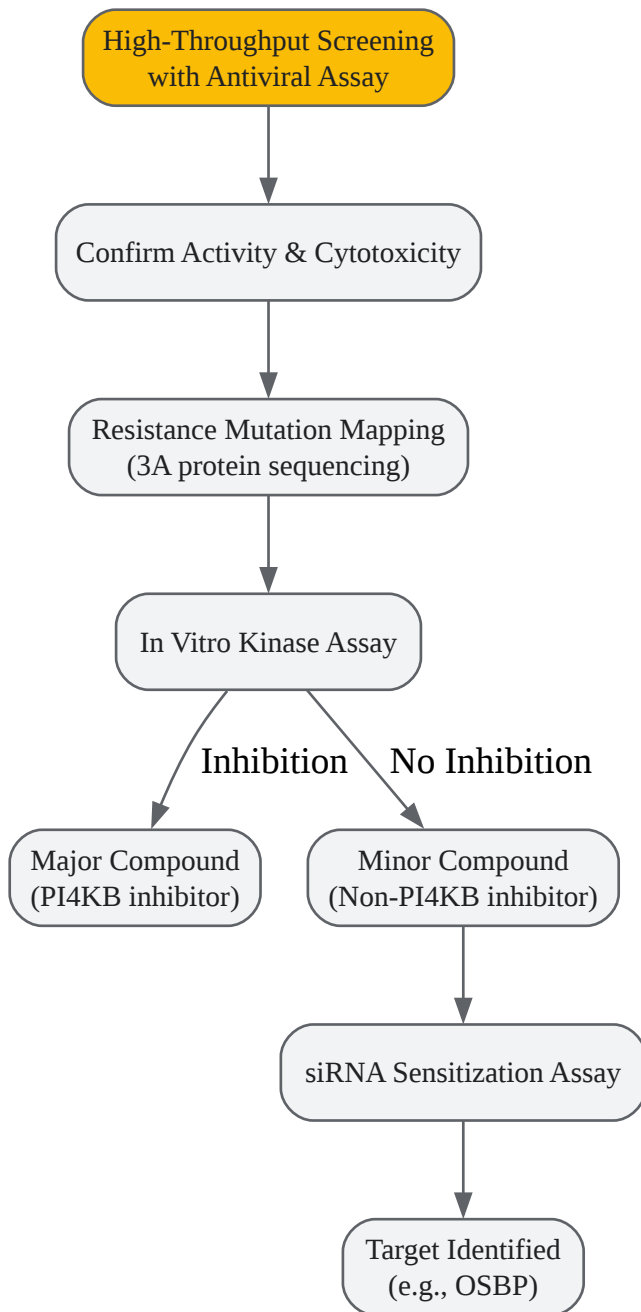 High-Throughput Screening
with Antiviral Assay
Confirm Activity & Cytotoxicity
Resistance Mutation Mapping
(3A protein sequencing)
In Vitro Kinase Assay
Inhibition
No Inhibition
Major Compound
(PI4KB inhibitor)
Minor Compound
(Non-PI4KB inhibitor)
siRNA Sensitization Assay
Target Identified
(e.g., OSBP)